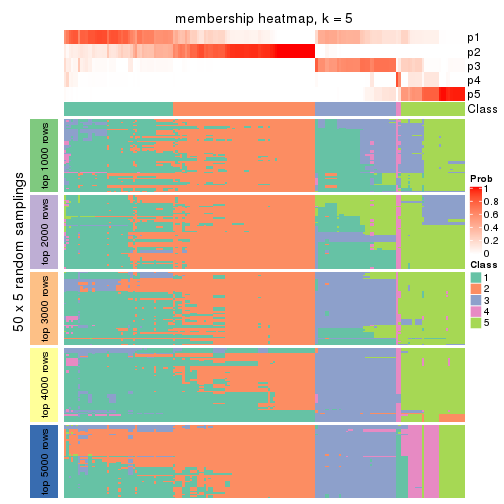 membership heatmap, k = 5
p1
p2
p3
p4
p5
Class
50 x 5 random samplings
top 1000 rows
top 2000 rows
top 3000 rows
top 4000 rows
top 5000 rows
Prob
1
0.8
0.6
0.4
0.2
0
Class
1
2
3
4
5